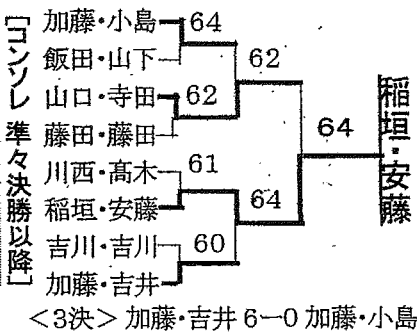 [コンソレ 準々決勝以降]
加藤・小島
飯田・山下
山口・寺田
藤田・藤田
川西・髙木
稲垣・安藤
吉川・吉川
加藤・吉井
64
62
61
60
62
64
64
稲垣・安藤
<3決> 加藤・吉井 6-0 加藤・小島